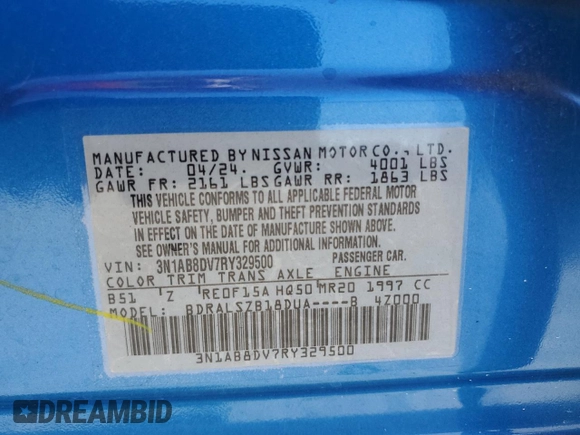 MANUFACTURED BY NISSAN MOTOR CO., LTD.
DATE: 04/24. GVWR: 4001 LBS
GAWR FR: 2161 LBS GAWR RR: 1863 LBS
THIS VEHICLE CONFORMS TO ALL APPLICABLE FEDERAL MOTOR
VEHICLE SAFETY, BUMPER AND THEFT PREVENTION STANDARDS
IN EFFECT ON THE DATE OF MANUFACTURE SHOWN ABOVE.
SEE OWNER'S MANUAL FOR ADDITIONAL INFORMATION.
VIN: 3N1AB8DV7RY329500 PASSENGER CAR.
COLOR TRIM TRANS AXLE ENGINE
B51 Z RE0F15A HQ50 MR20 1997 CC
MODEL: BDRALSZB18DUA----B 4Z000
3N1AB8DV7RY329500
DREAMBID